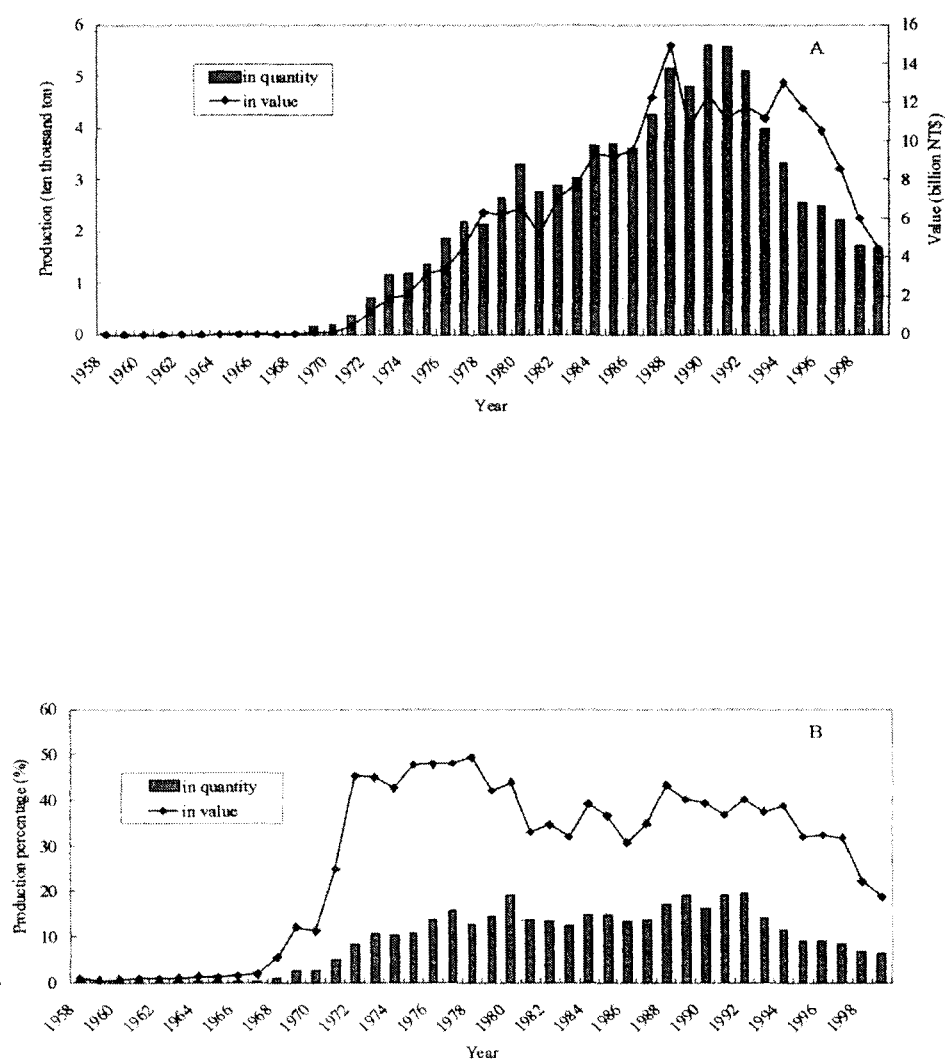 A
in quantity
in value
Production (ten thousand ton)
6
5
4
3
2
1
0
Value (billion NT$)
16
14
12
10
8
6
4
2
0
1958 1960 1962 1964 1966 1968 1970 1972 1974 1976 1978 1980 1982 1984 1986 1988 1990 1992 1994 1996 1998
Year
B
in quantity
in value
Production percentage (%)
60
50
40
30
20
10
0
1958 1960 1962 1964 1966 1968 1970 1972 1974 1976 1978 1980 1982 1984 1986 1988 1990 1992 1994 1996 1998
Year